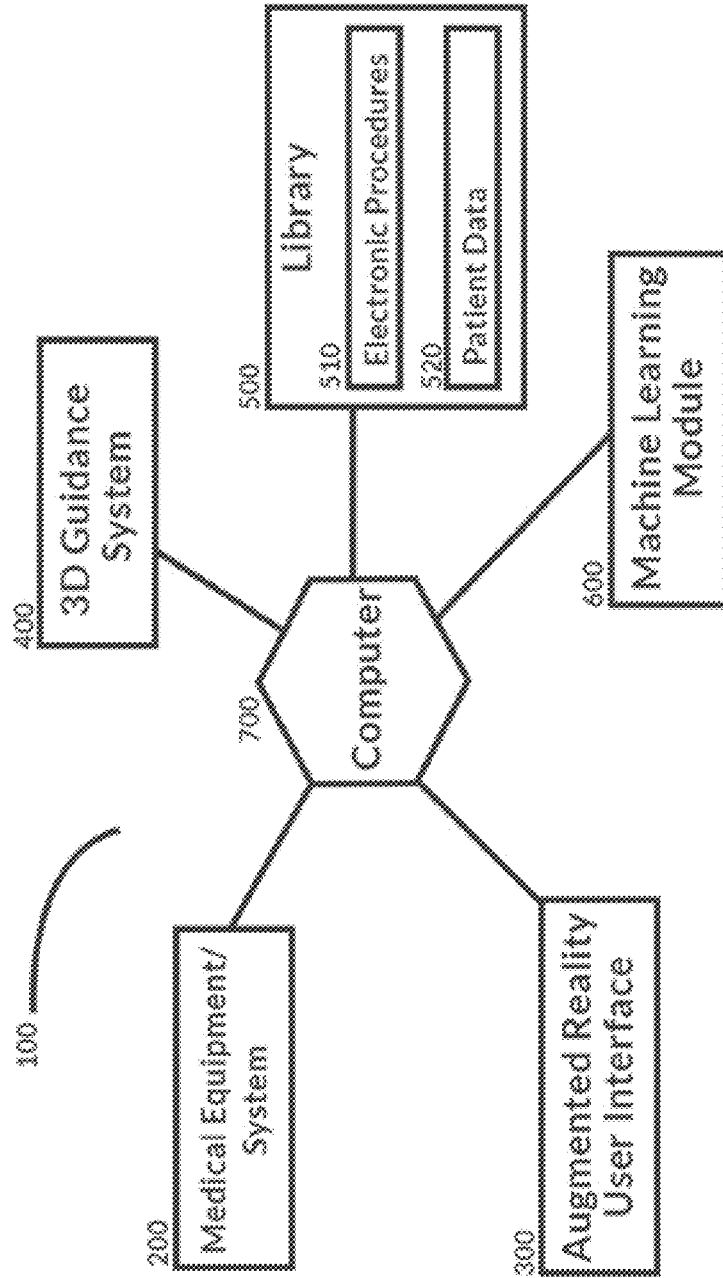 100
200
Medical Equipment/
System
300
Augmented Reality
User Interface
700
Computer
400
3D Guidance
System
500
Library
510
Electronic Procedures
520
Patient Data
600
Machine Learning
Module